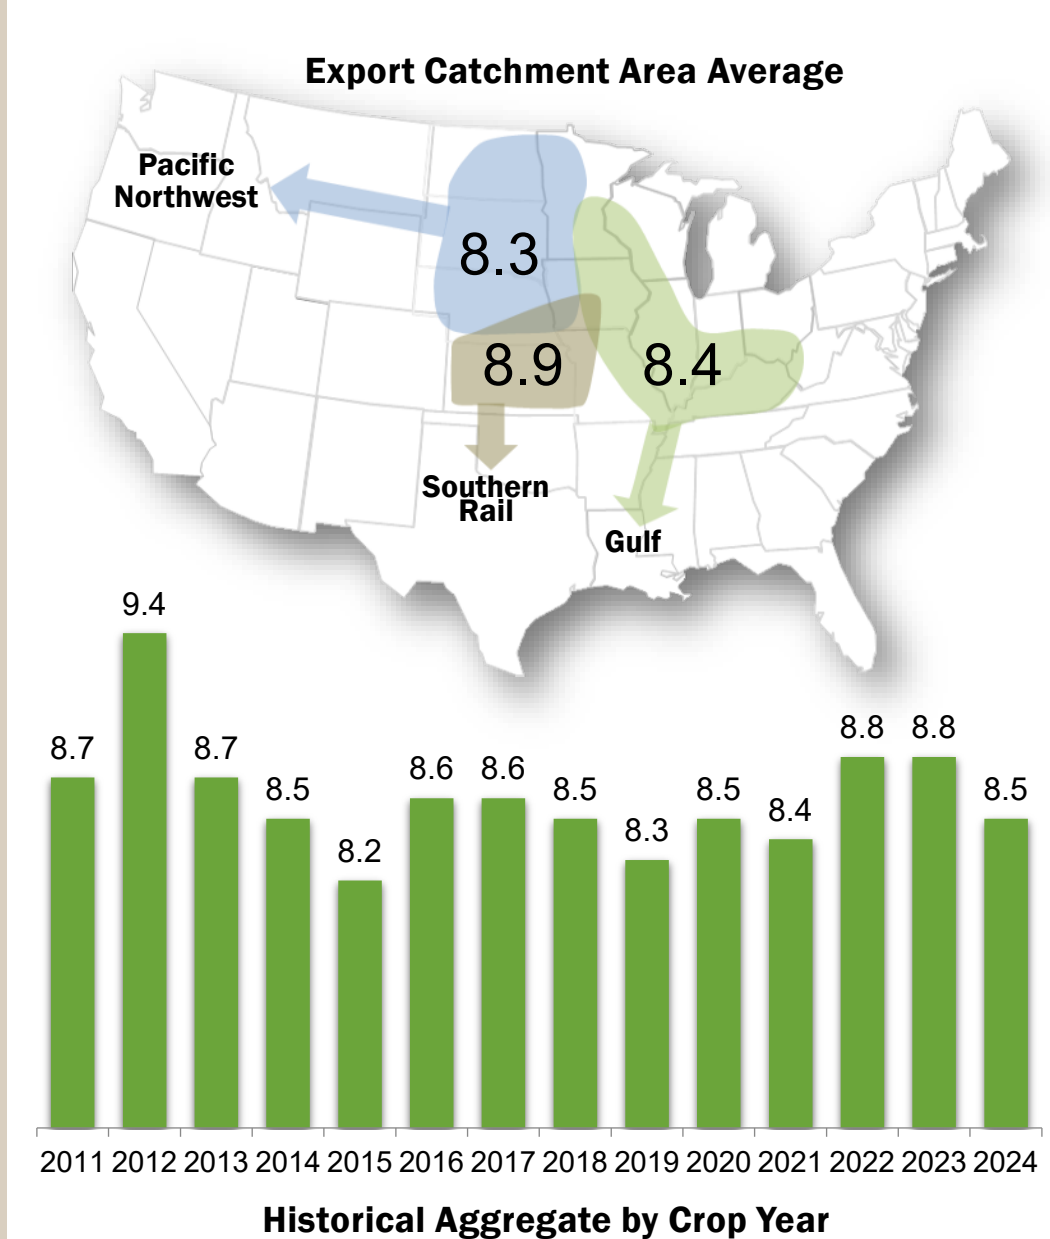 Export Catchment Area Average
Pacific
Northwest
8.3
8.9
8.4
Southern
Rail
Gulf
9.4
8.7
8.7
8.5
8.2
8.6
8.6
8.5
8.3
8.5
8.4
8.8
8.8
8.5
2011 2012 2013 2014 2015 2016 2017 2018 2019 2020 2021 2022 2023 2024
Historical Aggregate by Crop Year